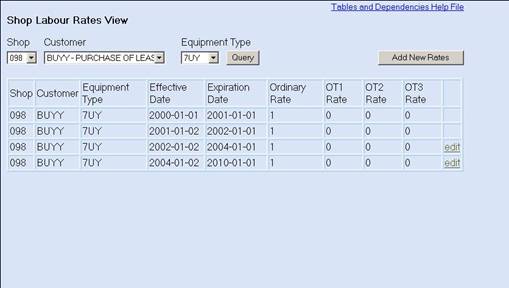 Tables and Dependencies Help File
Shop Labour Rates View
Shop Customer Equipment Type
098 BUYY - PURCHASE OF LEAS 7UY Query Add New Rates
Shop Customer Equipment Type Effective Date Expiration Date Ordinary Rate OT1 Rate OT2 Rate OT3 Rate
098 BUYY 7UY 2000-01-01 2001-01-01 1 0 0 0
098 BUYY 7UY 2001-01-02 2002-01-01 1 0 0 0
098 BUYY 7UY 2002-01-02 2004-01-01 1 0 0 0 edit
098 BUYY 7UY 2004-01-02 2010-01-01 1 0 0 0 edit